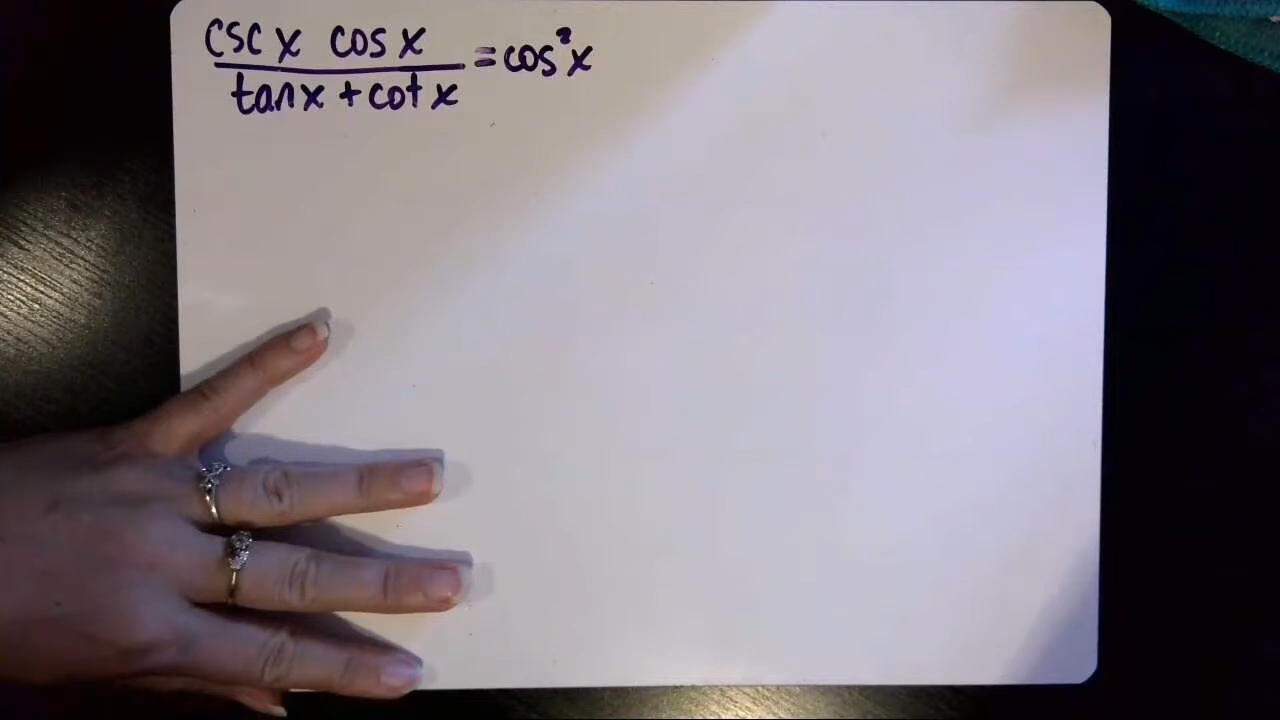 csc x cos x
= cos²x
tan x + cot x